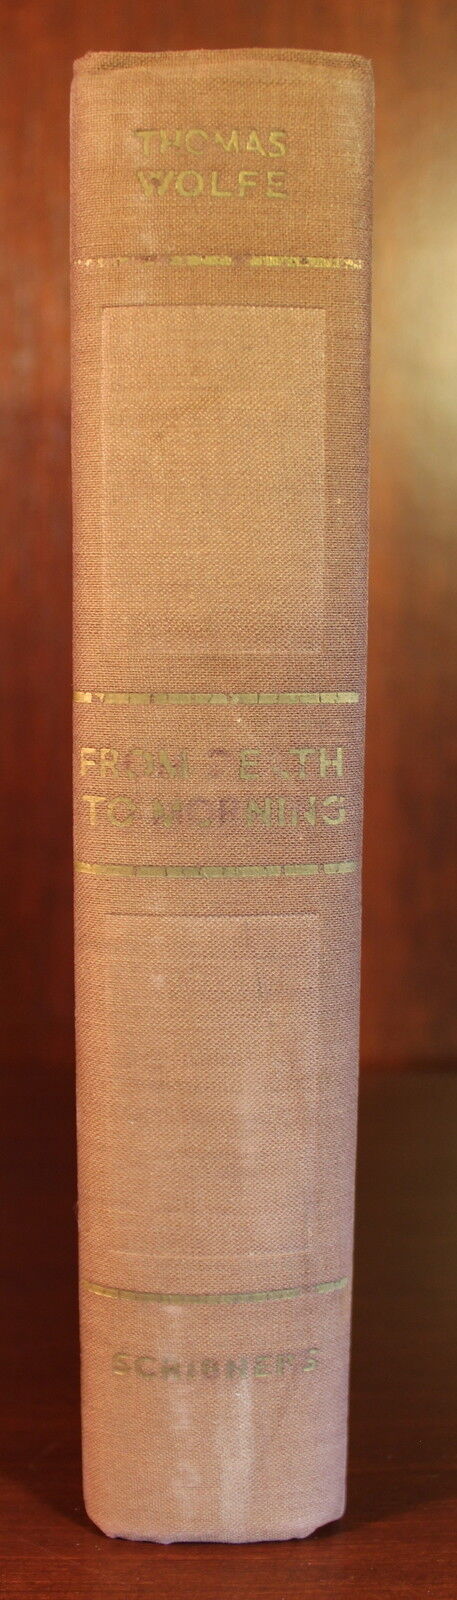 THOMAS
WOLFE
FROM DEATH
TO MORNING
SCRIBNERS